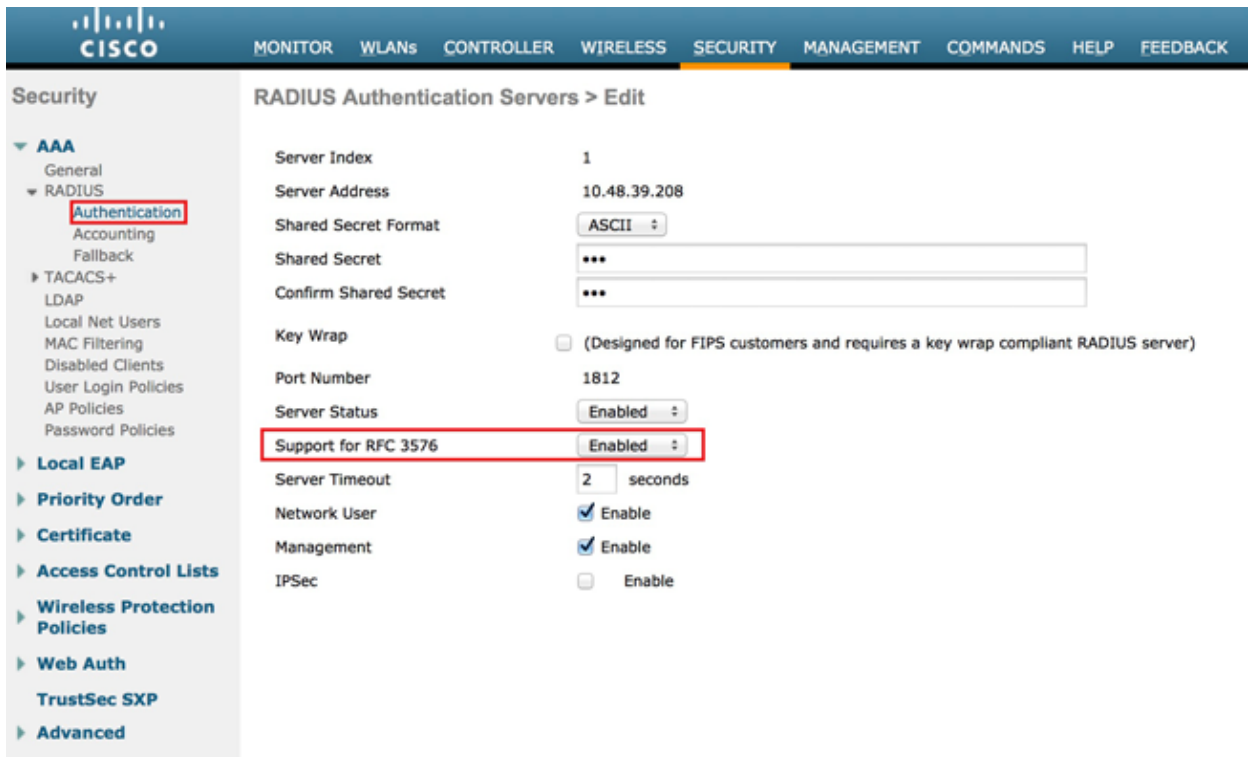 CISCO
MONITOR WLANs CONTROLLER WIRELESS SECURITY MANAGEMENT COMMANDS HELP FEEDBACK
Security
AAA
General
RADIUS
Authentication
Accounting
Fallback
TACACS+
LDAP
Local Net Users
MAC Filtering
Disabled Clients
User Login Policies
AP Policies
Password Policies
Local EAP
Priority Order
Certificate
Access Control Lists
Wireless Protection
Policies
Web Auth
TrustSec SXP
Advanced
RADIUS Authentication Servers > Edit
Server Index 1
Server Address 10.48.39.208
Shared Secret Format ASCII
Shared Secret •••
Confirm Shared Secret •••
Key Wrap (Designed for FIPS customers and requires a key wrap compliant RADIUS server)
Port Number 1812
Server Status Enabled
Support for RFC 3576 Enabled
Server Timeout 2 seconds
Network User Enable
Management Enable
IPSec Enable